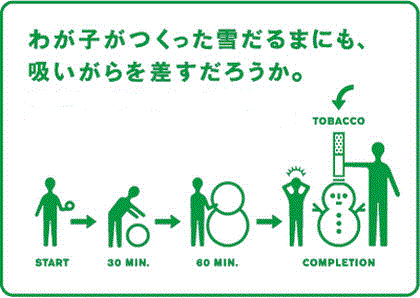 わが子がつくった雪だるまにも、
吸いがらを差すだろうか。
TOBACCO
START
30 MIN.
60 MIN.
COMPLETION